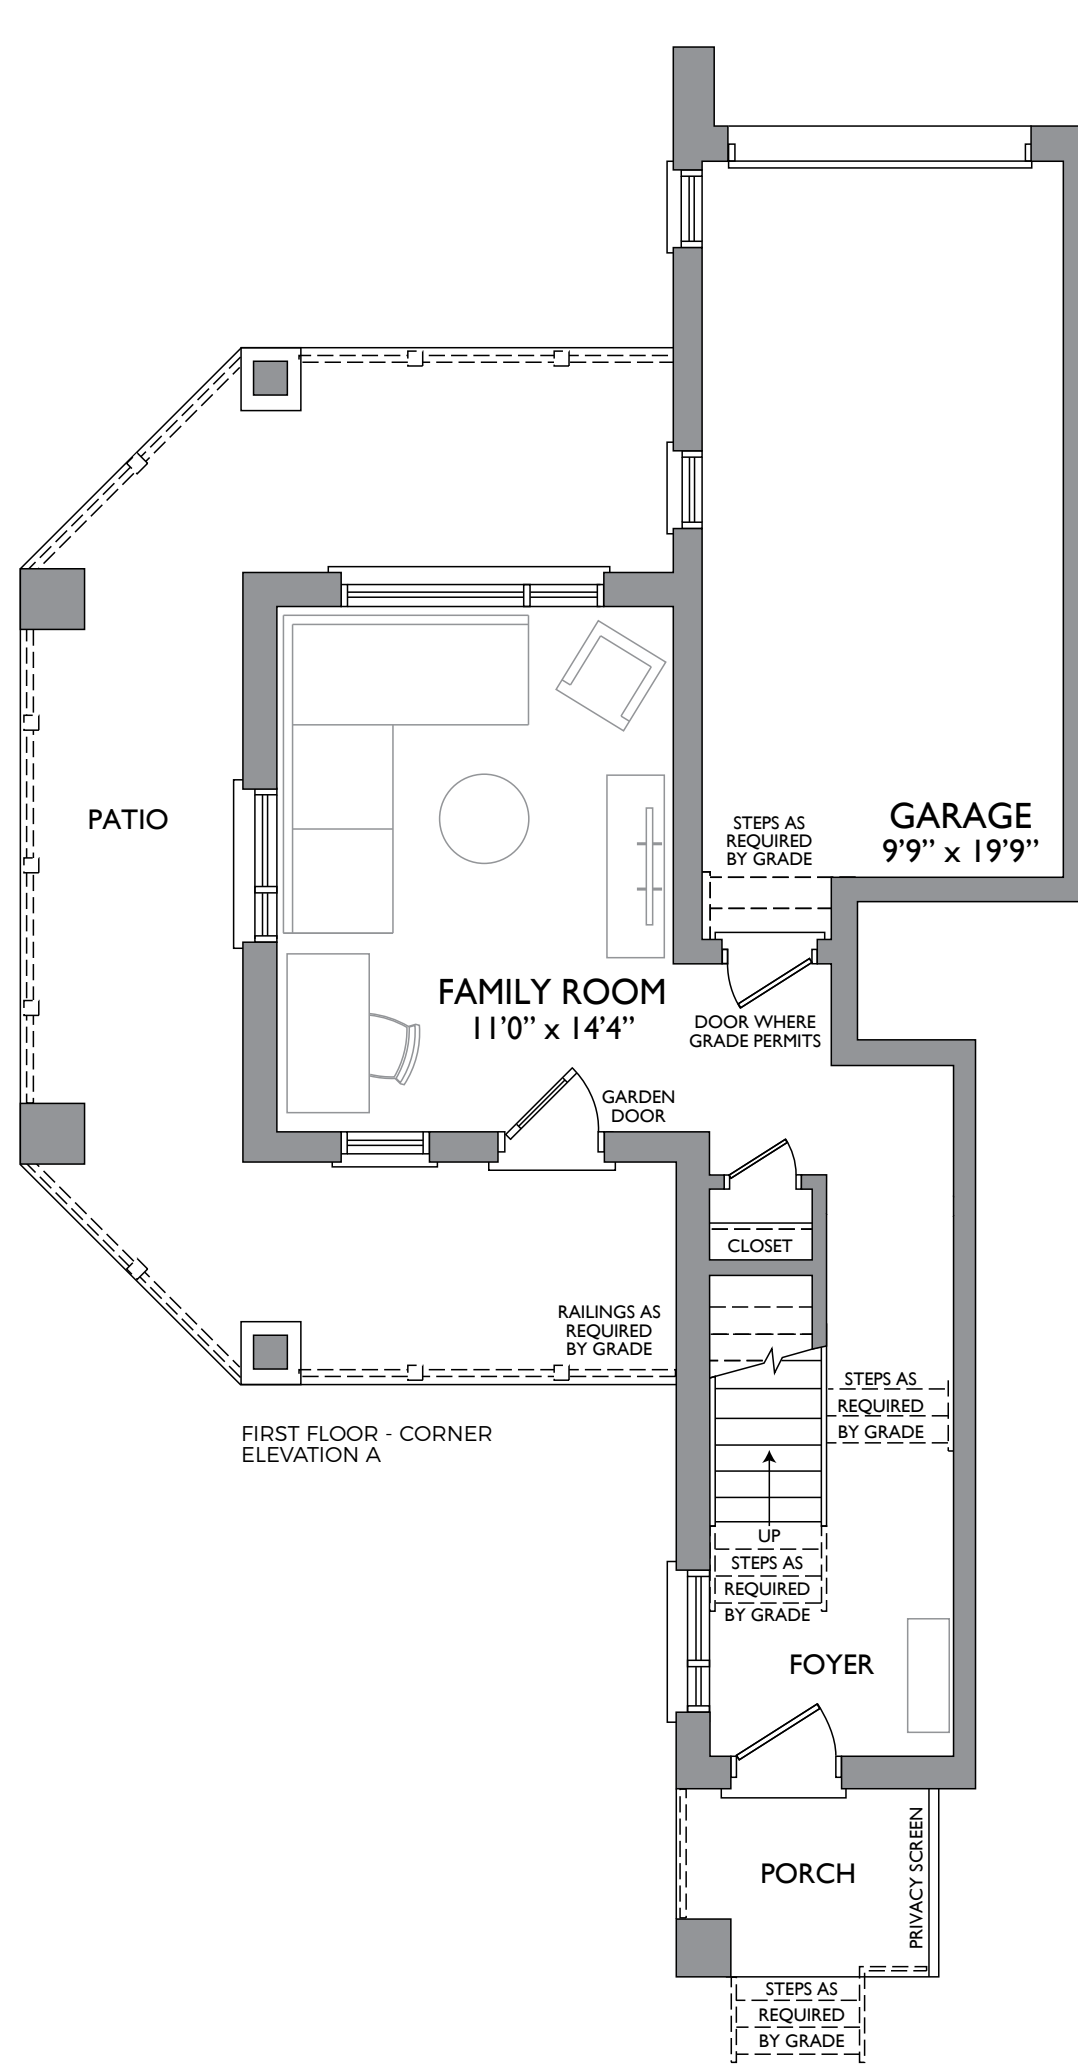 PATIO
STEPS AS
REQUIRED
BY GRADE
GARAGE
9'9” x 19'9”
FAMILY ROOM
11'0” x 14'4”
DOOR WHERE
GRADE PERMITS
GARDEN
DOOR
CLOSET
RAILINGS AS
REQUIRED
BY GRADE
STEPS AS
REQUIRED
BY GRADE
FIRST FLOOR - CORNER
ELEVATION A
UP
STEPS AS
REQUIRED
BY GRADE
FOYER
PORCH
PRIVACY SCREEN
STEPS AS
REQUIRED
BY GRADE